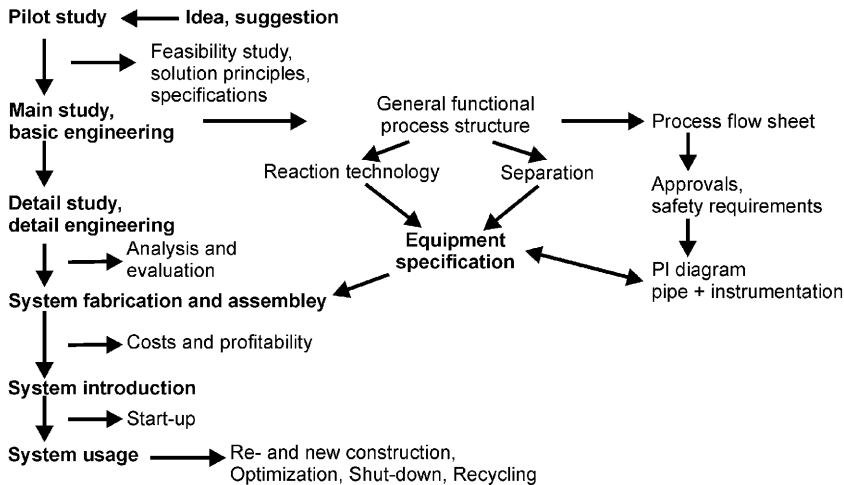 Pilot study
Idea, suggestion
Feasibility study,
solution principles,
specifications
Main study,
basic engineering
General functional
process structure
Process flow sheet
Reaction technology
Separation
Approvals,
safety requirements
Detail study,
detail engineering
Analysis and
evaluation
Equipment
specification
PI diagram
pipe + instrumentation
System fabrication and assembley
Costs and profitability
System introduction
Start-up
System usage
Re- and new construction,
Optimization, Shut-down, Recycling